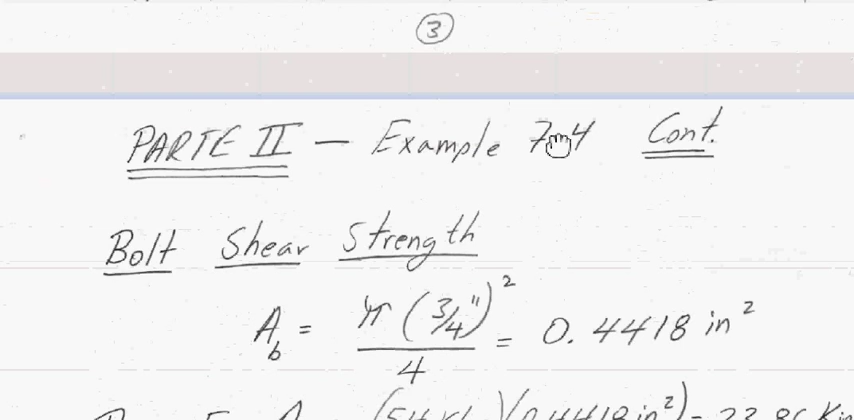 ③
PARTE II — Example 7-4 Cont.
Bolt Shear Strength
A_b = π (3/4")² / 4 = 0.4418 in²